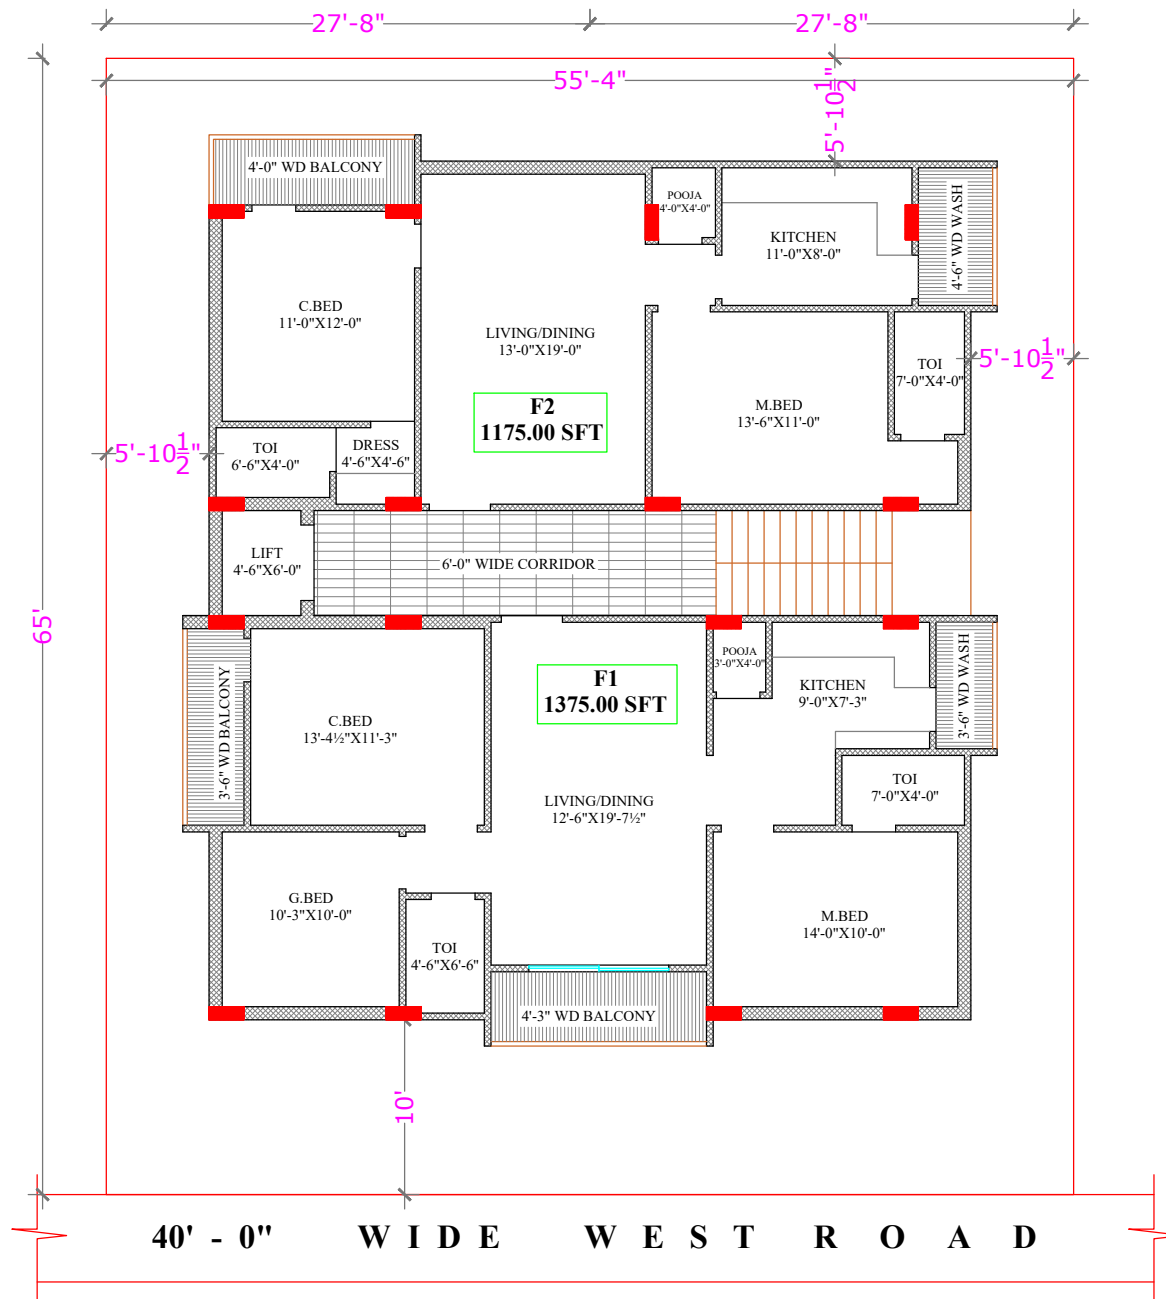 27'-8" 27'-8"
55'-4"
5'-10½"
4'-0" WD BALCONY
POOJA
4'-0"X4'-0"
KITCHEN
11'-0"X8'-0"
4'-6" WD WASH
C.BED
11'-0"X12'-0"
LIVING/DINING
13'-0"X19'-0"
F2
1175.00 SFT
M.BED
13'-6"X11'-0"
TOI
7'-0"X4'-0"
5'-10½"
5'-10½"
TOI
6'-6"X4'-0"
DRESS
4'-6"X4'-6"
LIFT
4'-6"X6'-0"
6'-0" WIDE CORRIDOR
65'
3'-6" WD BALCONY
C.BED
13'-4½"X11'-3"
F1
1375.00 SFT
POOJA
3'-0"X4'-0"
KITCHEN
9'-0"X7'-3"
3'-6" WD WASH
LIVING/DINING
12'-6"X19'-7½"
TOI
7'-0"X4'-0"
G.BED
10'-3"X10'-0"
TOI
4'-6"X6'-6"
M.BED
14'-0"X10'-0"
4'-3" WD BALCONY
10'
40' - 0" WIDE WEST ROAD